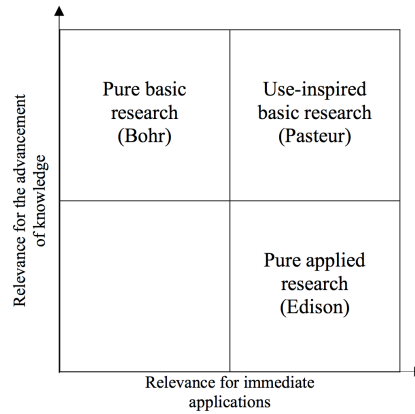 Pure basic
research
(Bohr)
Use-inspired
basic research
(Pasteur)
Relevance for the advancement
of knowledge
Pure applied
research
(Edison)
Relevance for immediate
applications